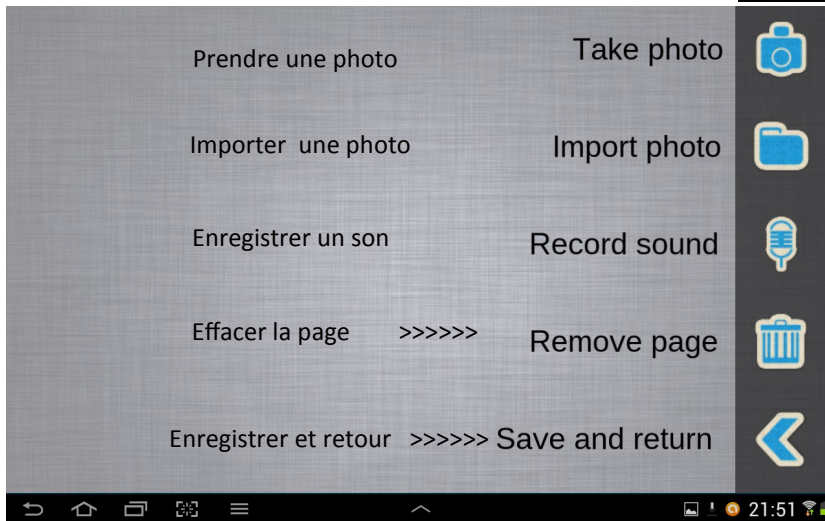 Prendre une photo Take photo
Importer une photo Import photo
Enregistrer un son Record sound
Effacer la page >>>>>> Remove page
Enregistrer et retour >>>>>> Save and return
21:51